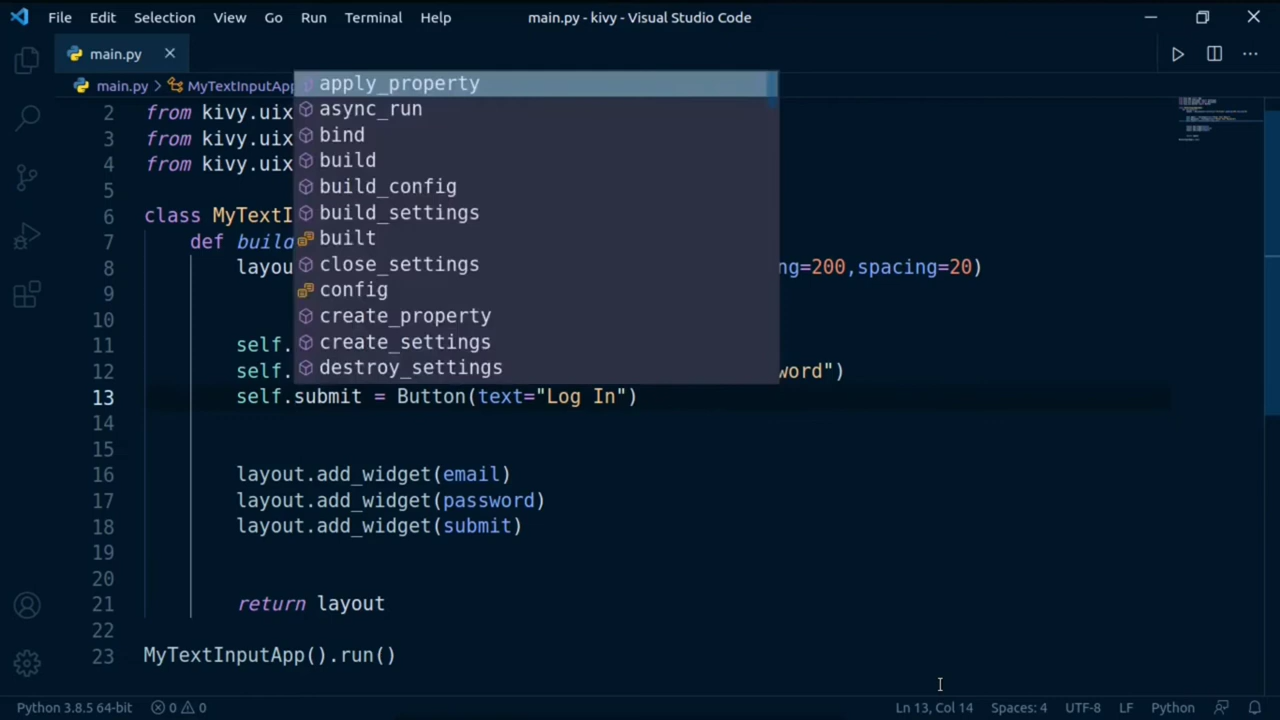 File Edit Selection View Go Run Terminal Help main.py - kivy - Visual Studio Code
main.py
main.py > MyTextInputApp
apply_property
async_run
bind
build
build_config
build_settings
built
close_settings
config
create_property
create_settings
destroy_settings
2 from kivy.uix
3 from kivy.uix
4 from kivy.uix
5
6 class MyTextI
7 def build
8 layou ng=200,spacing=20)
9
10
11 self.
12 self. word")
13 self.submit = Button(text="Log In")
14
15
16 layout.add_widget(email)
17 layout.add_widget(password)
18 layout.add_widget(submit)
19
20
21 return layout
22
23 MyTextInputApp().run()
Python 3.8.5 64-bit 0 0 Ln 13, Col 14 Spaces: 4 UTF-8 LF Python